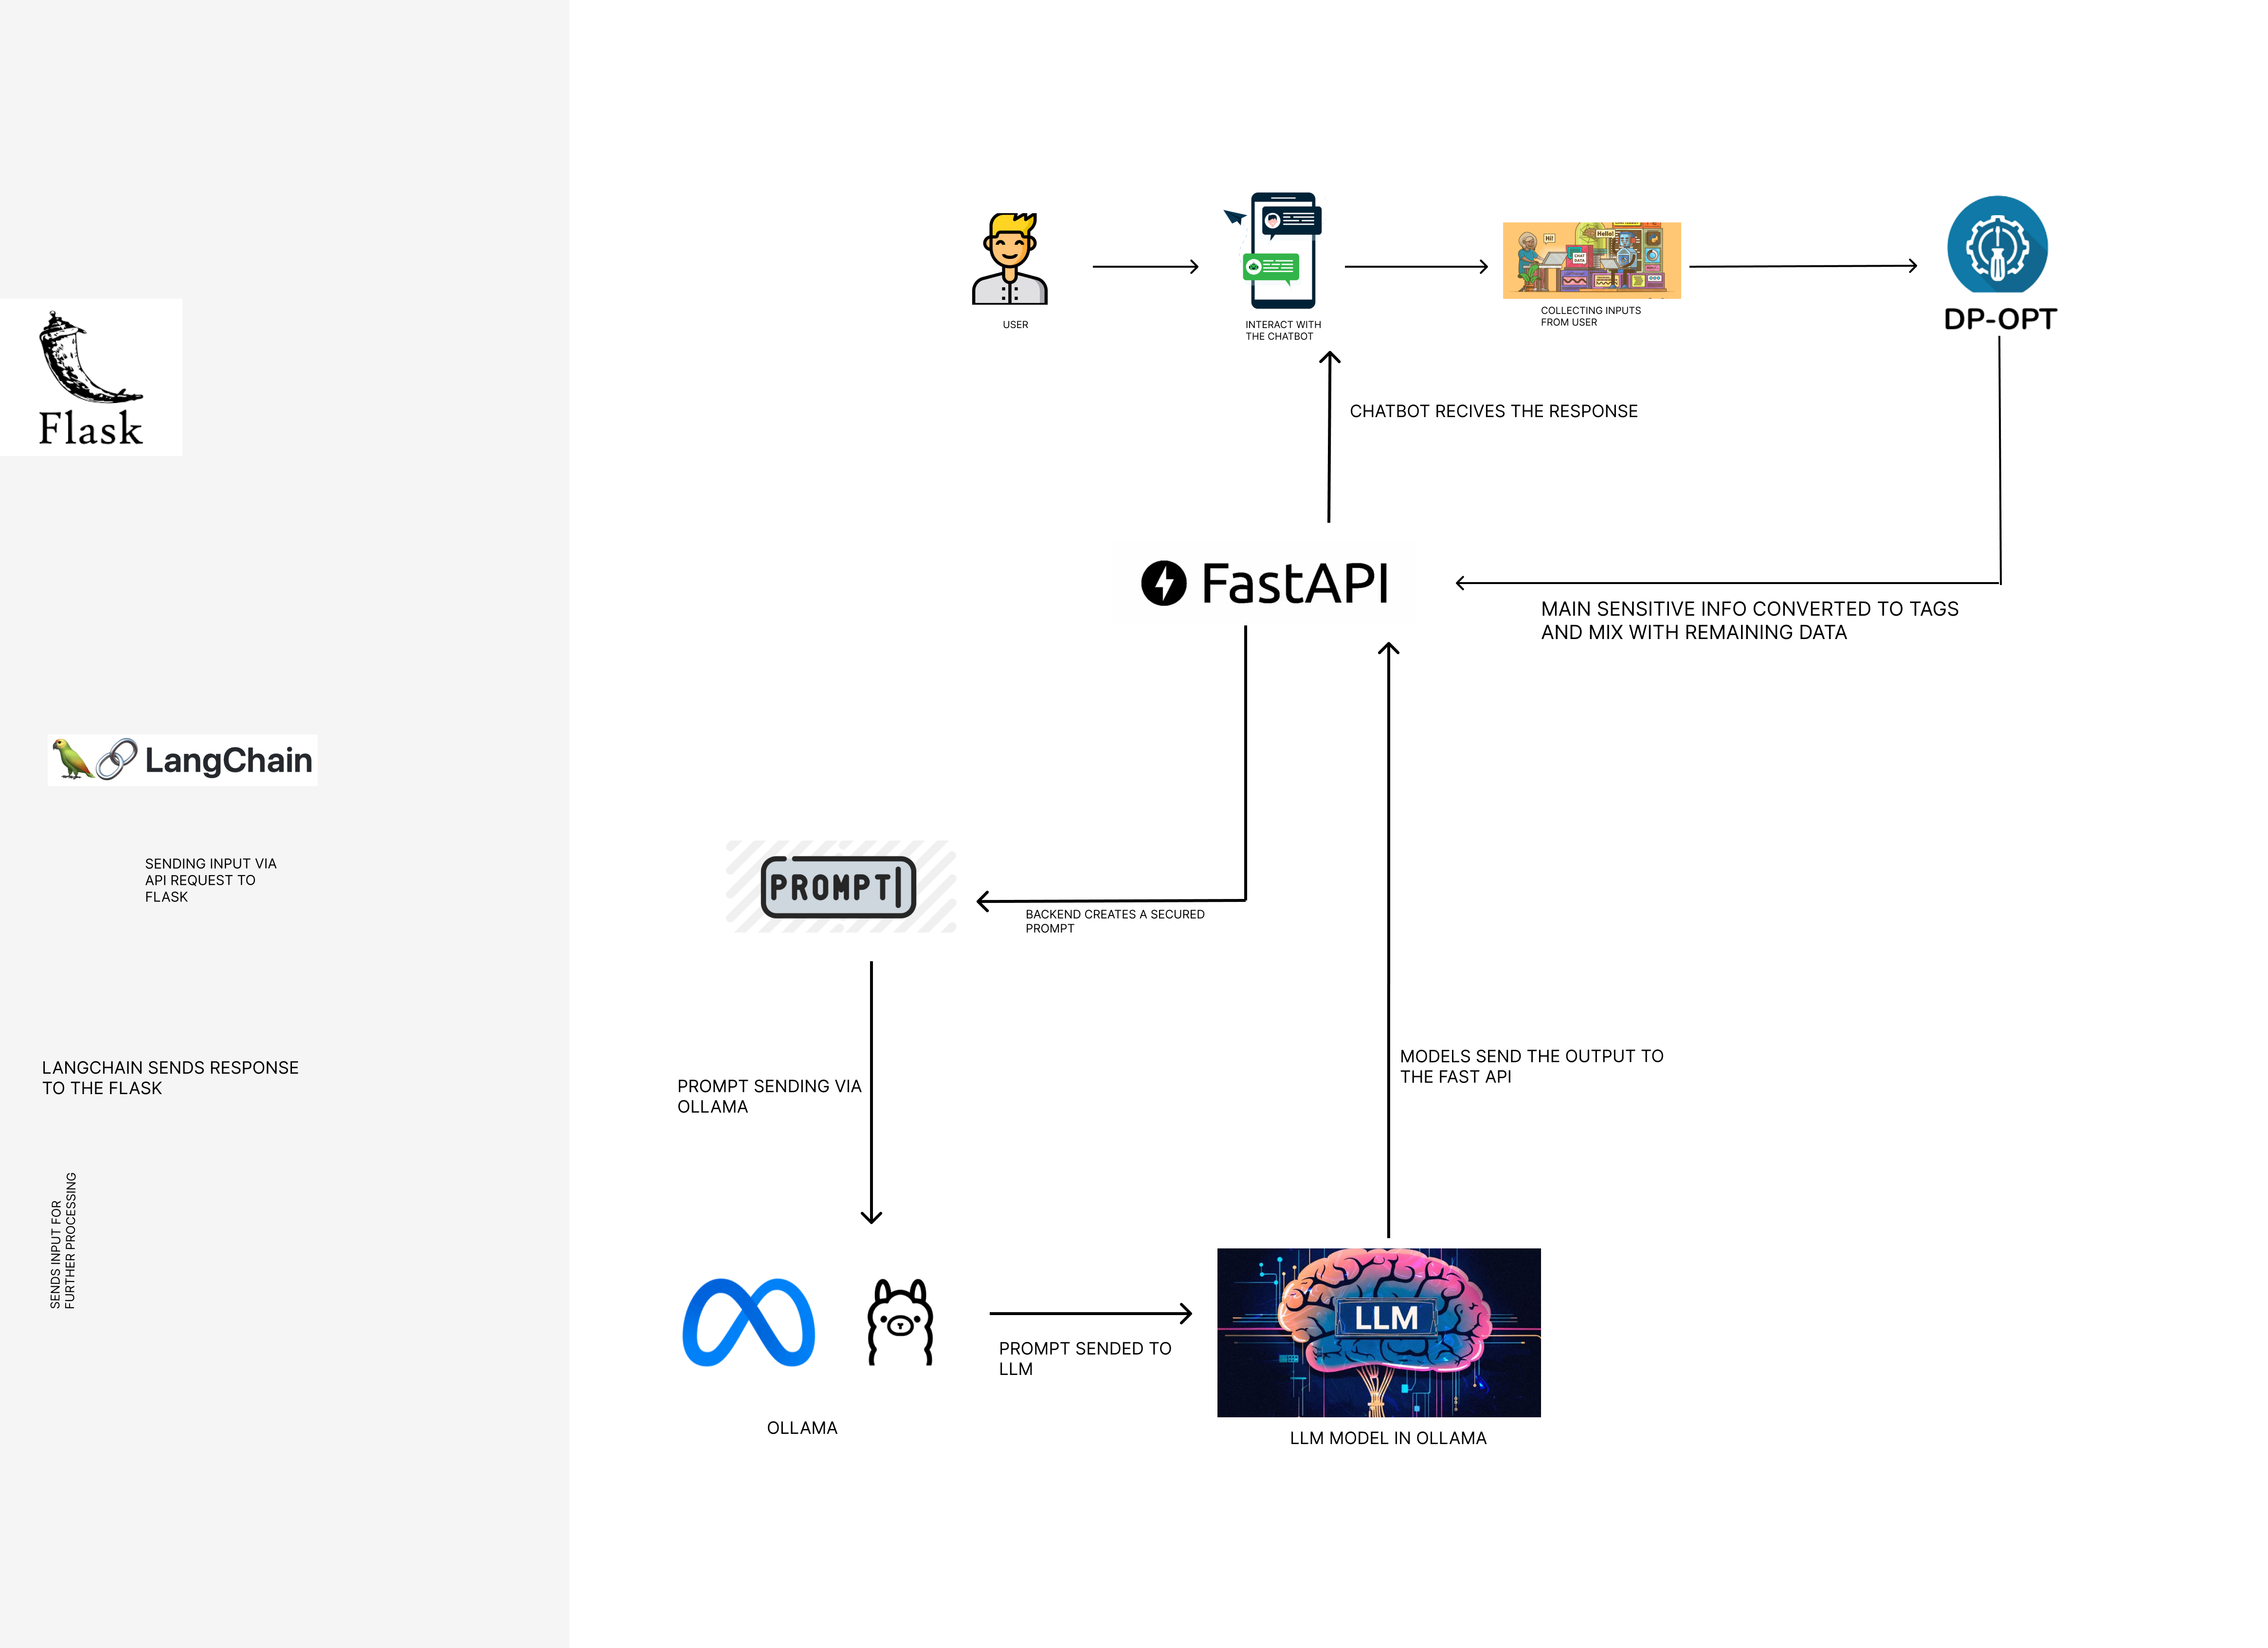 Flask
LangChain
SENDING INPUT VIA
API REQUEST TO
FLASK
LANGCHAIN SENDS RESPONSE
TO THE FLASK
SENDS INPUT FOR
FURTHER PROCESSING
USER
INTERACT WITH
THE CHATBOT
Hi!
Hello!
CHAT
DATA
COLLECTING INPUTS
FROM USER
DP-OPT
CHATBOT RECIVES THE RESPONSE
FastAPI
MAIN SENSITIVE INFO CONVERTED TO TAGS
AND MIX WITH REMAINING DATA
PROMPT
BACKEND CREATES A SECURED
PROMPT
PROMPT SENDING VIA
OLLAMA
MODELS SEND THE OUTPUT TO
THE FAST API
PROMPT SENDED TO
LLM
LLM
OLLAMA
LLM MODEL IN OLLAMA